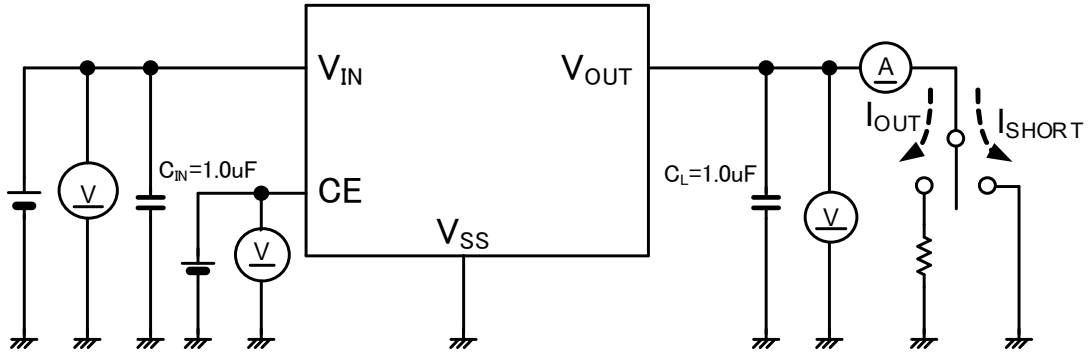 V_IN
V_OUT
A
I_OUT
I_SHORT
C_IN=1.0uF
C_L=1.0uF
V
CE
V
V
V_SS